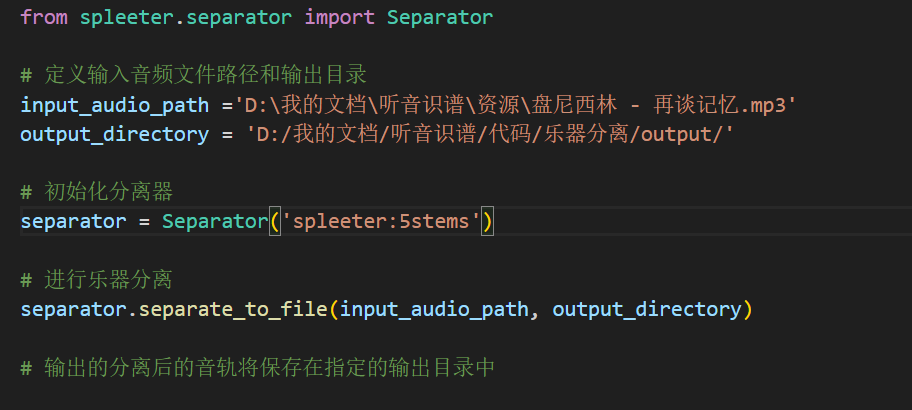 from spleeter.separator import Separator
# 定义输入音频文件路径和输出目录
input_audio_path ='D:\我的文档\听音识谱\资源\盘尼西林 - 再谈记忆.mp3'
output_directory = 'D:/我的文档/听音识谱/代码/乐器分离/output/'
# 初始化分离器
separator = Separator('spleeter:5stems')
# 进行乐器分离
separator.separate_to_file(input_audio_path, output_directory)
# 输出的分离后的音轨将保存在指定的输出目录中